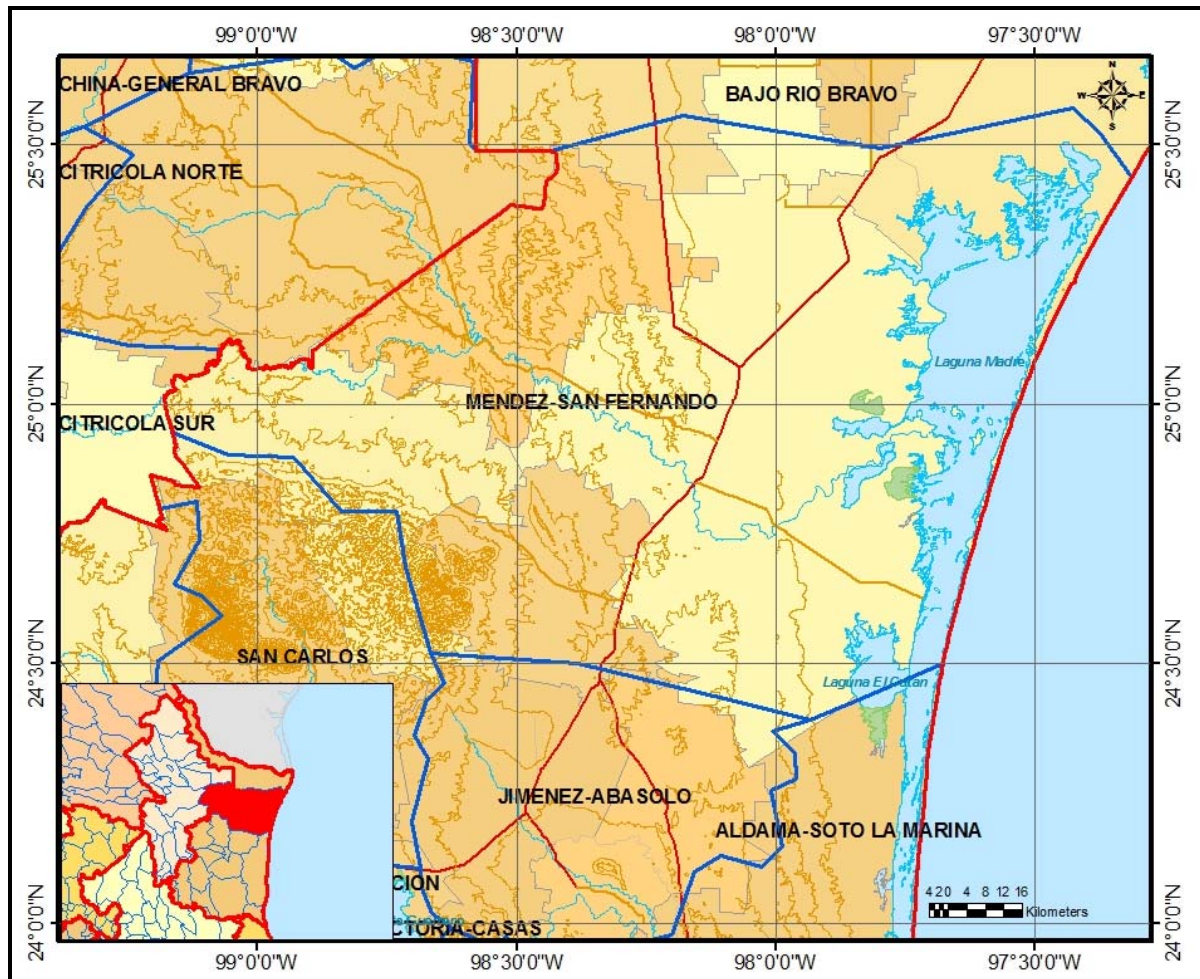 99°0'0"W
98°30'0"W
98°0'0"W
97°30'0"W
N
W
E
S
CHINA-GENERAL BRAVO
BAJO RIO BRAVO
25°30'0"N
25°30'0"N
CITRICOLA NORTE
Laguna Madre
25°0'0"N
MENDEZ-SAN FERNANDO
25°0'0"N
CITRICOLA SUR
24°30'0"N
SAN CARLOS
24°30'0"N
Laguna El Catan
JIMENEZ-ABASOLO
ALDAMA-SOTO LA MARINA
CION
4 2 0 4 8 12 16
Kilometers
CTORIA-CASAS
24°0'0"N
24°0'0"N
99°0'0"W
98°30'0"W
98°0'0"W
97°30'0"W